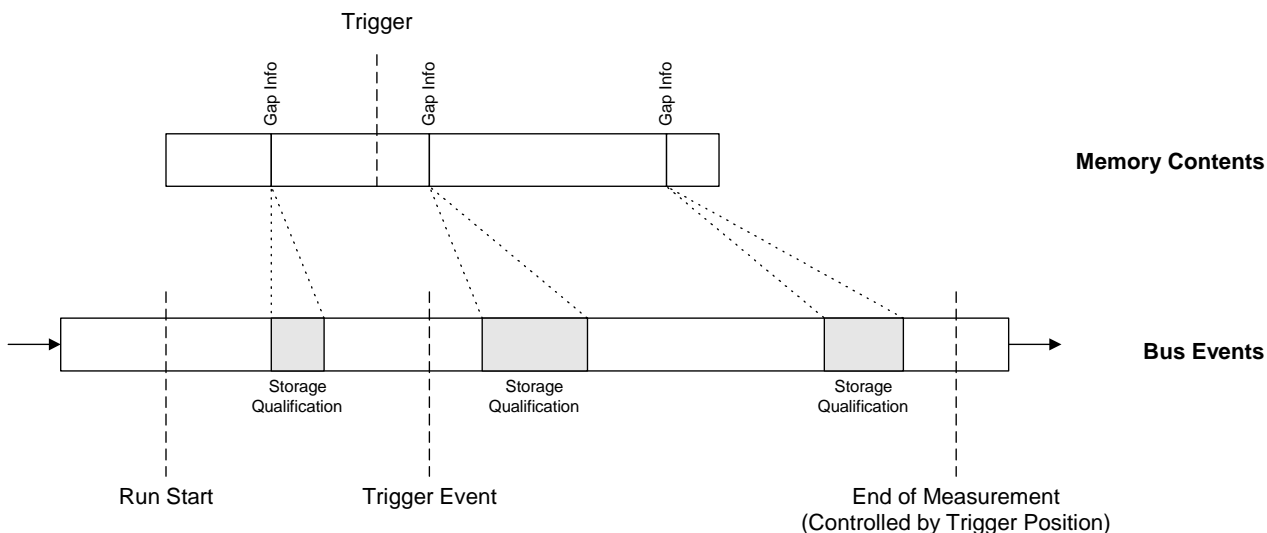 Trigger
Gap Info
Gap Info
Gap Info
Memory Contents
Bus Events
Storage
Qualification
Storage
Qualification
Storage
Qualification
Run Start
Trigger Event
End of Measurement
(Controlled by Trigger Position)